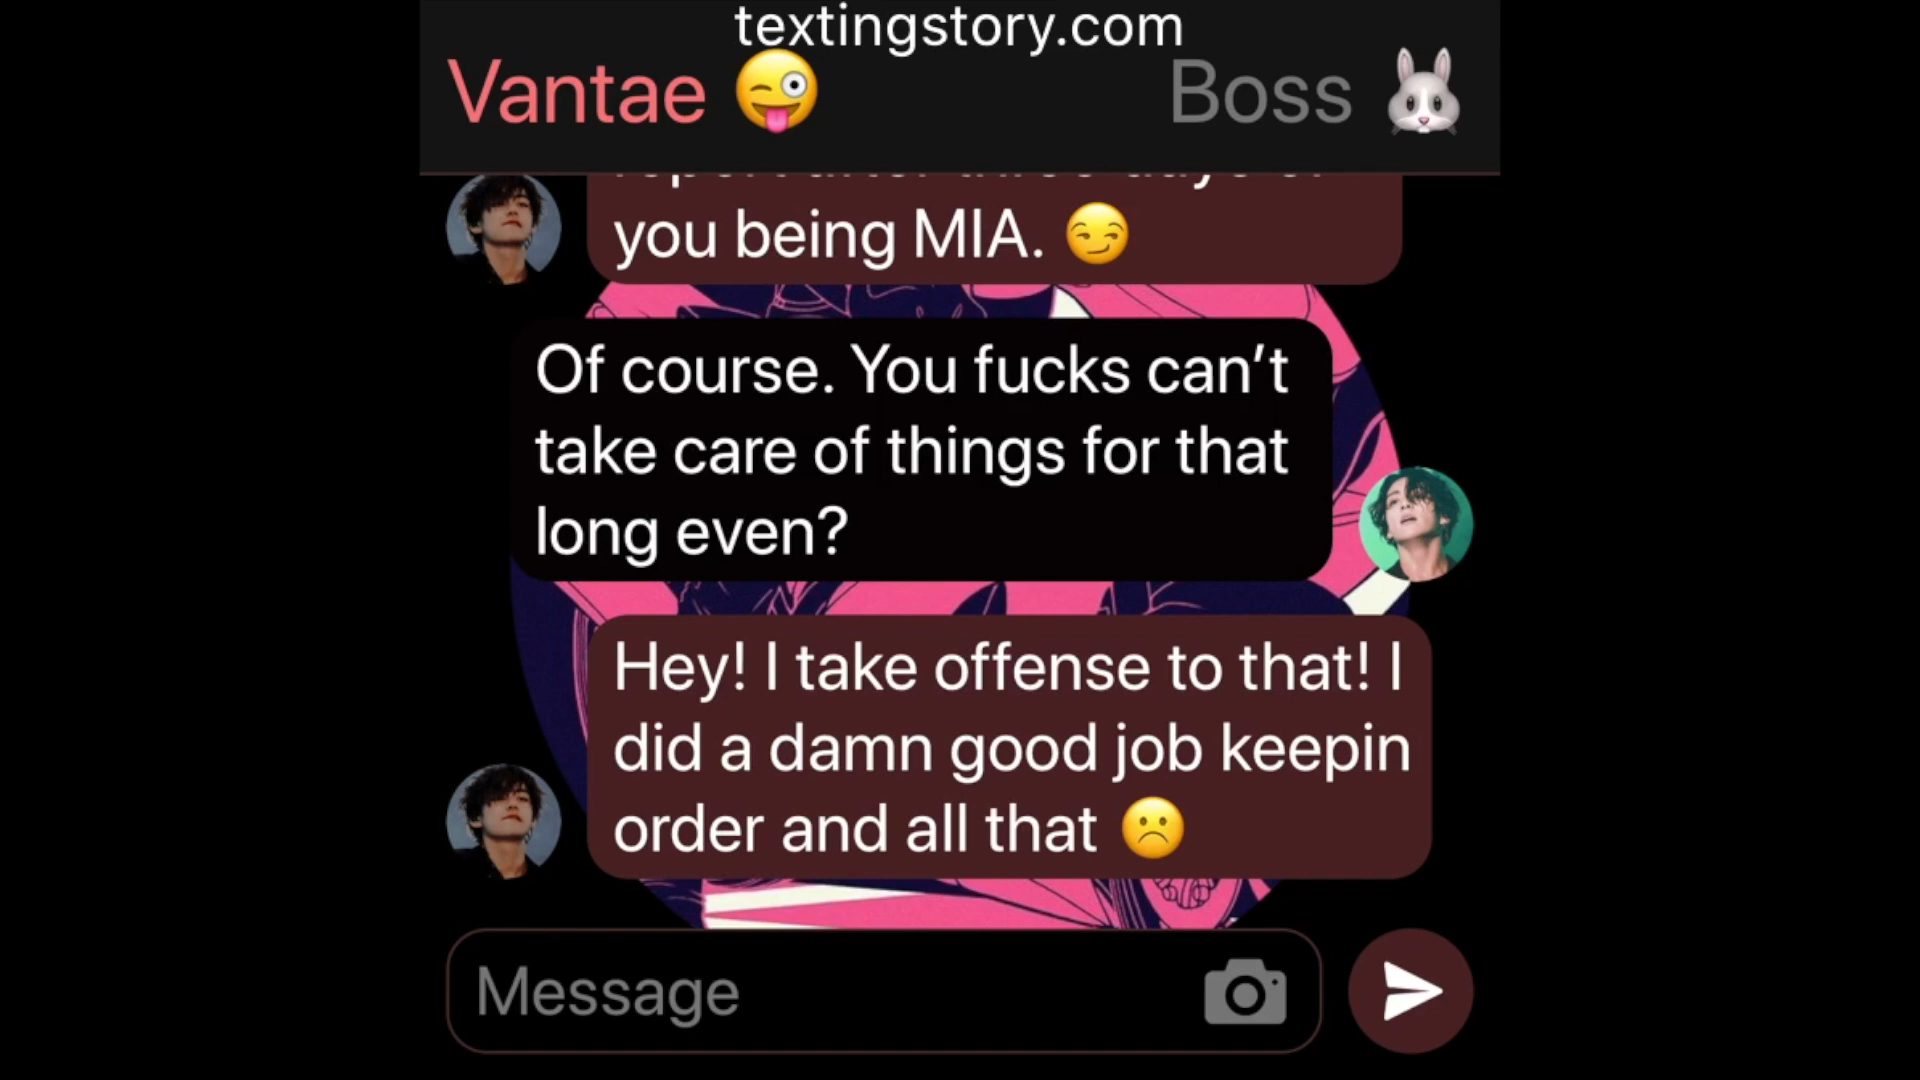 textingstory.com
Vantae 😜 Boss 🐰
you being MIA. 😏
Of course. You fucks can’t
take care of things for that
long even?
Hey! I take offense to that! I
did a damn good job keepin
order and all that ☹️
Message